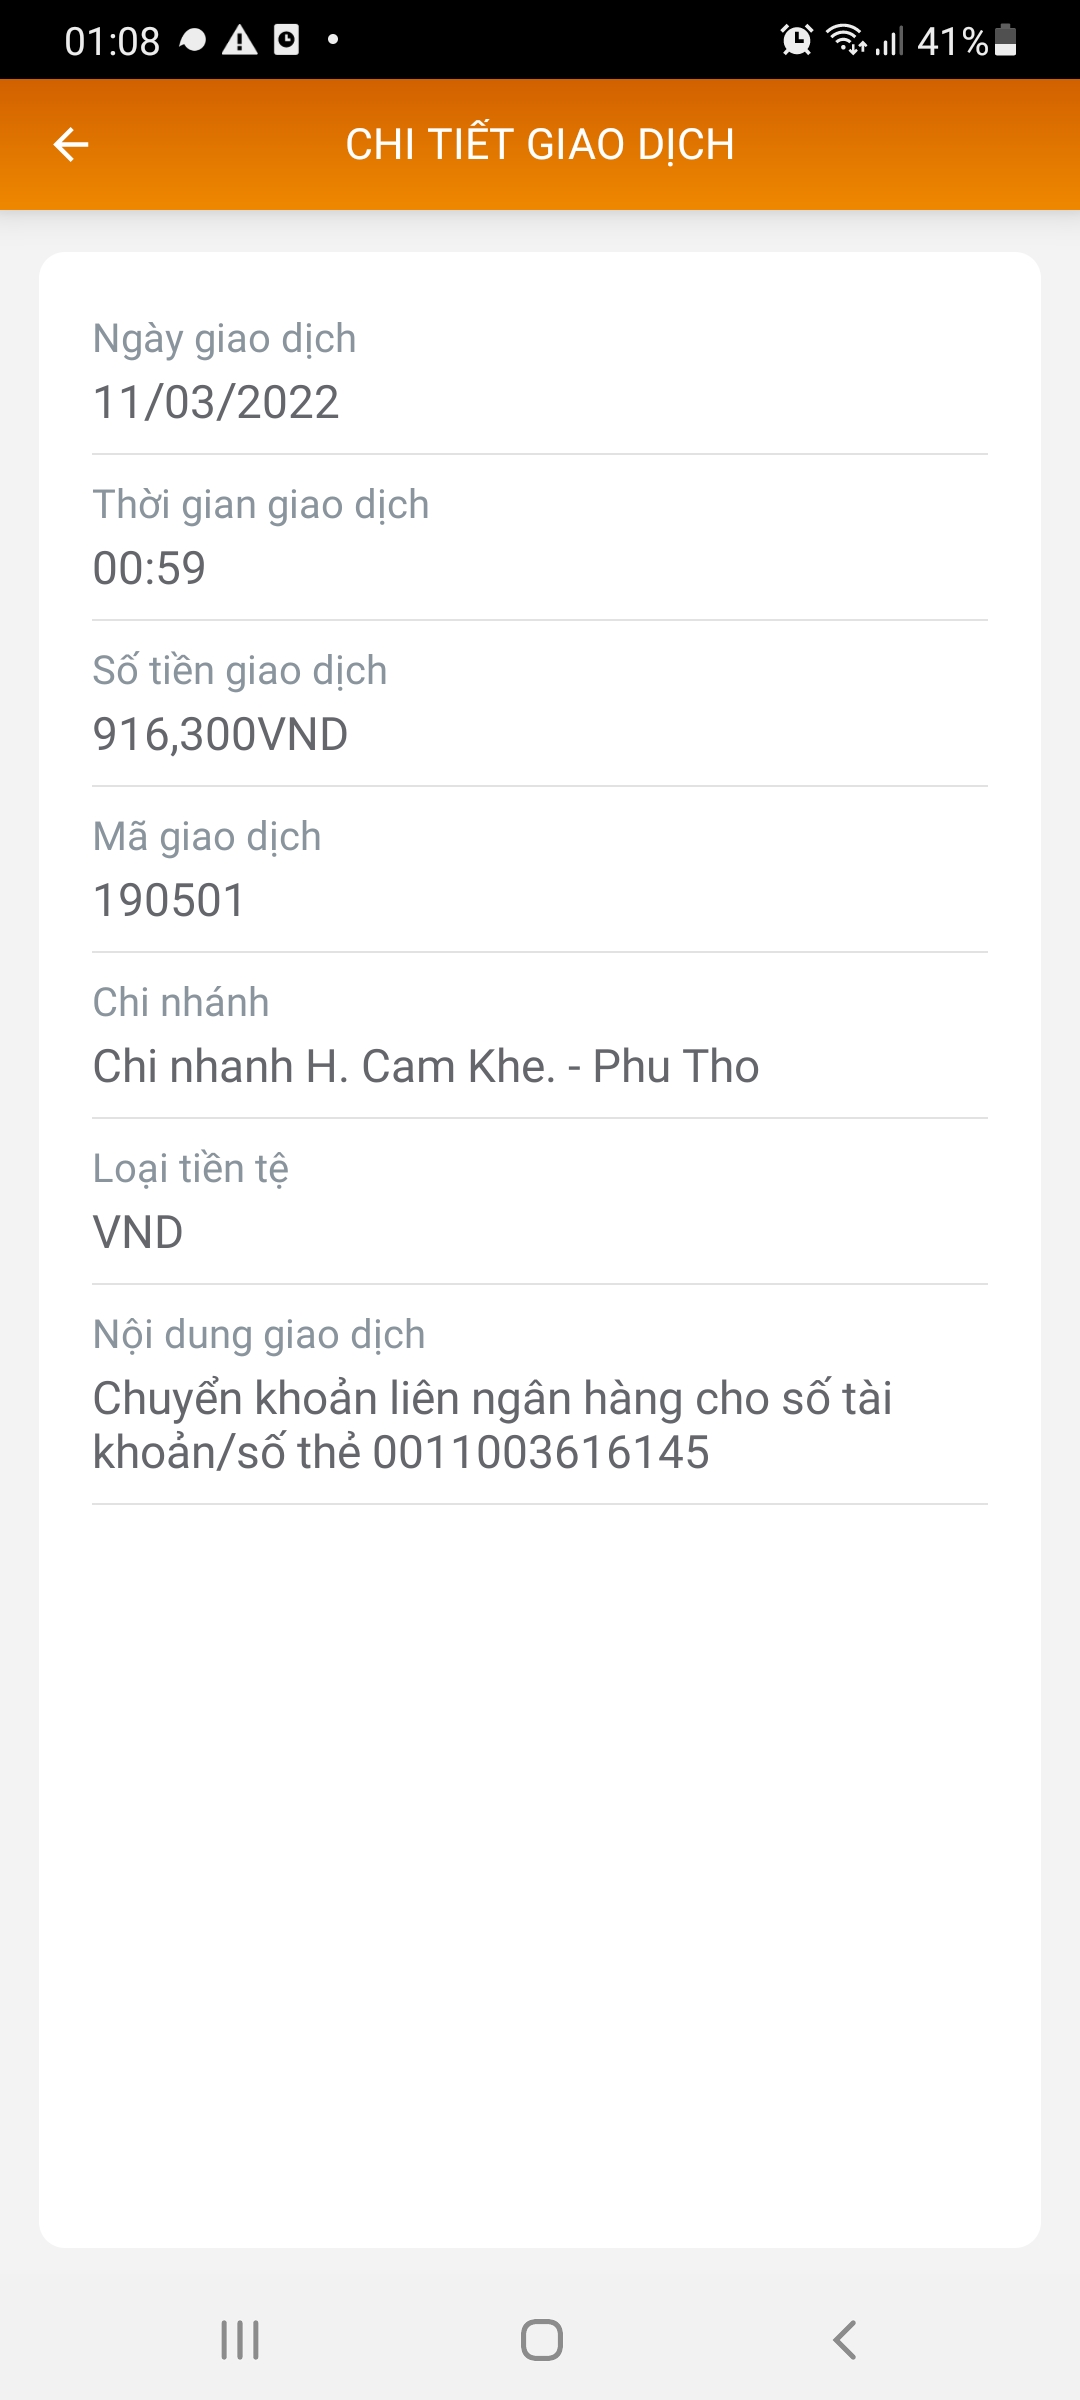 01:08
41%
CHI TIẾT GIAO DỊCH
Ngày giao dịch
11/03/2022
Thời gian giao dịch
00:59
Số tiền giao dịch
916,300VND
Mã giao dịch
190501
Chi nhánh
Chi nhanh H. Cam Khe. - Phu Tho
Loại tiền tệ
VND
Nội dung giao dịch
Chuyển khoản liên ngân hàng cho số tài
khoản/số thẻ 0011003616145